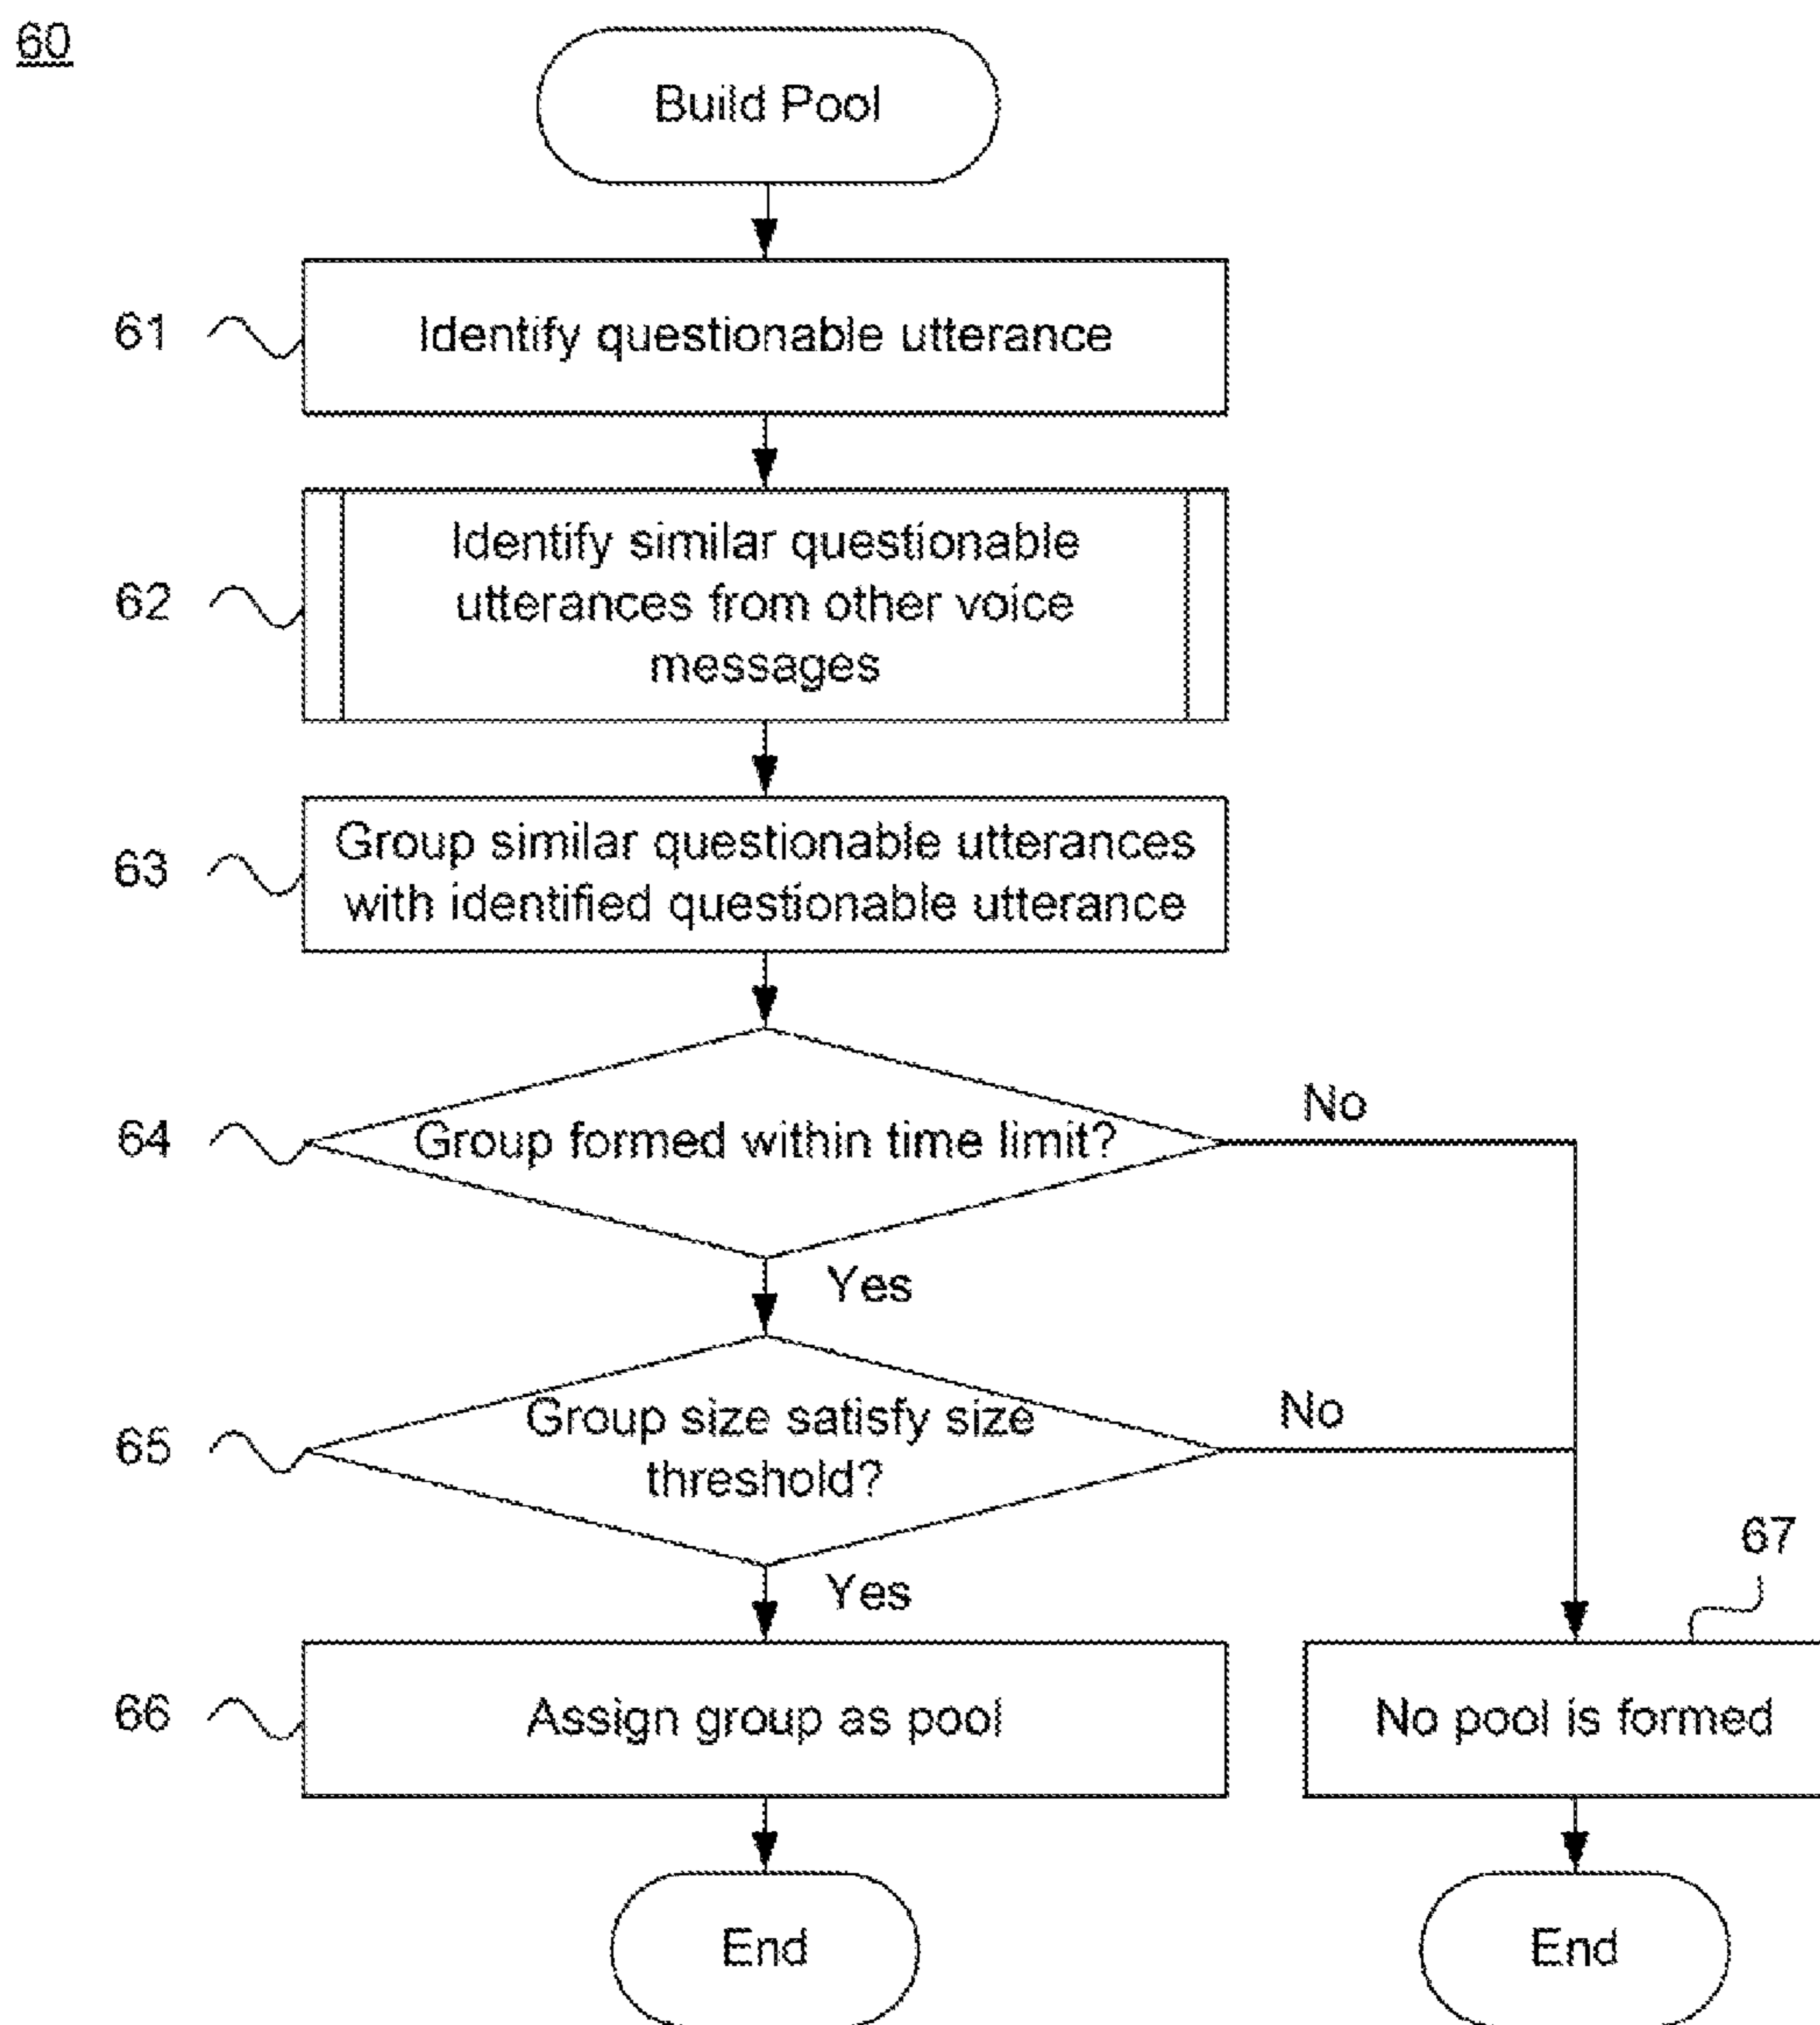 60
Build Pool
61
Identify questionable utterance
62
Identify similar questionable
utterances from other voice
messages
63
Group similar questionable utterances
with identified questionable utterance
64
Group formed within time limit?
No
Yes
65
Group size satisfy size
threshold?
No
Yes
67
66
Assign group as pool
No pool is formed
End
End